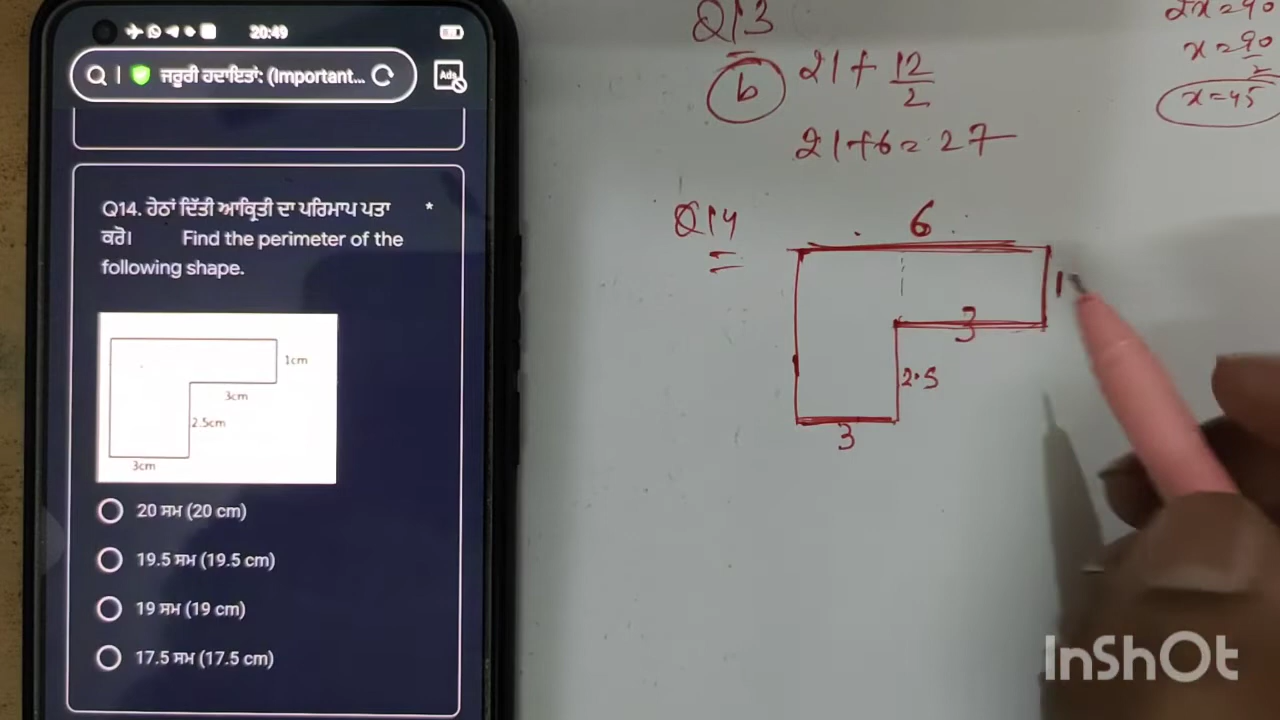 20:49
ਜ਼ਰੂਰੀ ਹਦਾਇਤਾਂ: (Important...
Ads
Q14. ਹੇਠਾਂ ਦਿੱਤੀ ਆਕ੍ਰਿਤੀ ਦਾ ਪਰਿਮਾਪ ਪਤਾ *
ਕਰੋ। Find the perimeter of the
following shape.
1cm
3cm
2.5cm
3cm
20 ਸਮ (20 cm)
19.5 ਸਮ (19.5 cm)
19 ਸਮ (19 cm)
17.5 ਸਮ (17.5 cm)
Q13
b 21+12/2
21+6=27
2x=90
x=90/2
x=45
Q14
6
1
3
2.5
3
InShOt